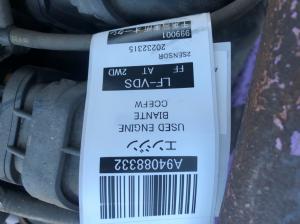 A94088332
エンジン
USED ENGINE
BIANTE
CCEFW
LF-VDS
FF AT 2WD
20232315
2SENSOR
999001